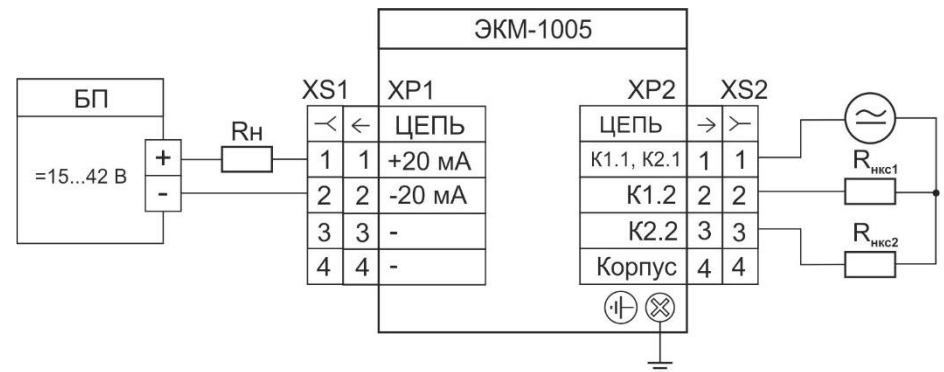 ЭКМ-1005
БП
=15...42 В
+
-
Rн
XS1 XP1
ЦЕПЬ
1 1 +20 мА
2 2 -20 мА
3 3 -
4 4 -
XP2 XS2
ЦЕПЬ
К1.1, К2.1 1 1
К1.2 2 2
К2.2 3 3
Корпус 4 4
Rнкс1
Rнкс2